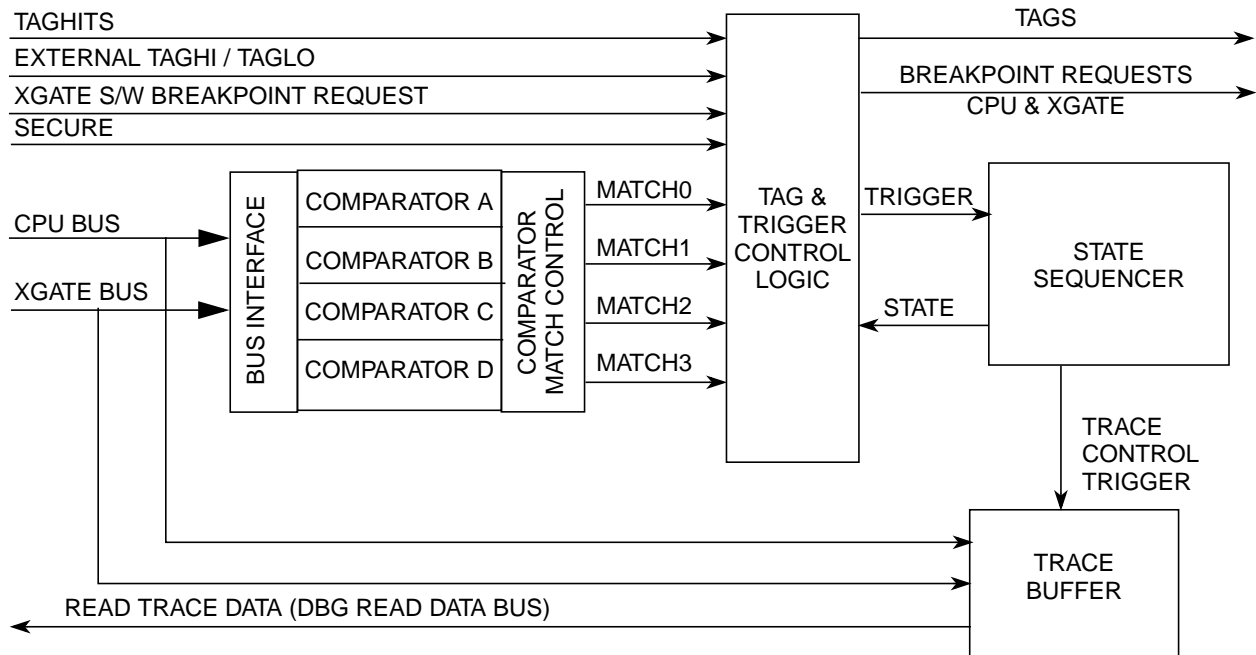 TAGHITS
EXTERNAL TAGHI / TAGLO
XGATE S/W BREAKPOINT REQUEST
SECURE
TAGS
BREAKPOINT REQUESTS
CPU & XGATE
CPU BUS
XGATE BUS
BUS INTERFACE
COMPARATOR A
COMPARATOR B
COMPARATOR C
COMPARATOR D
COMPARATOR
MATCH CONTROL
MATCH0
MATCH1
MATCH2
MATCH3
TAG &
TRIGGER
CONTROL
LOGIC
TRIGGER
STATE
STATE
SEQUENCER
TRACE
CONTROL
TRIGGER
TRACE
BUFFER
READ TRACE DATA (DBG READ DATA BUS)